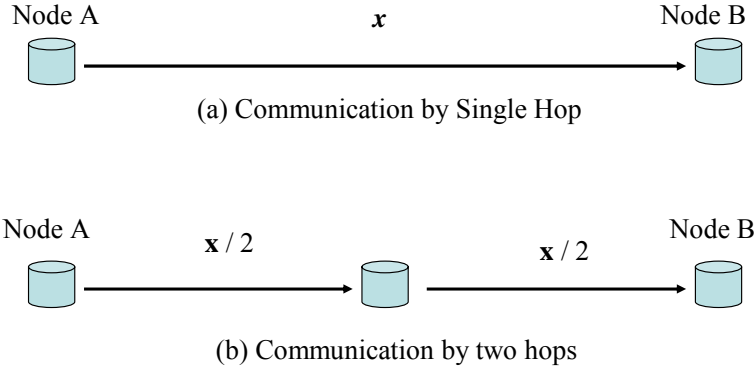 Node A
x
Node B
(a) Communication by Single Hop
Node A
x / 2
x / 2
Node B
(b) Communication by two hops